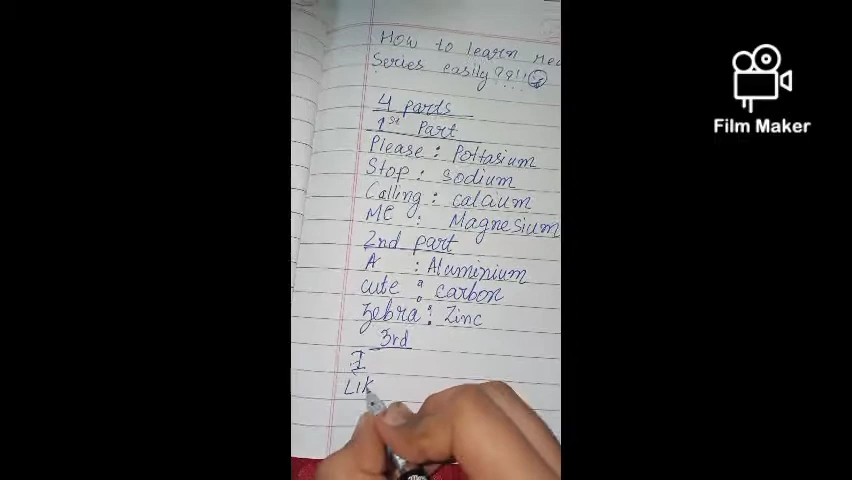 How to learn
Series easily??!!
4 parts
1st Part
Please : Pottasium
Stop : sodium
Calling : calcium
ME : Magnesium
2nd part
A : Aluminium
cute : carbon
Zebra : Zinc
3rd
I
LIK
Film Maker